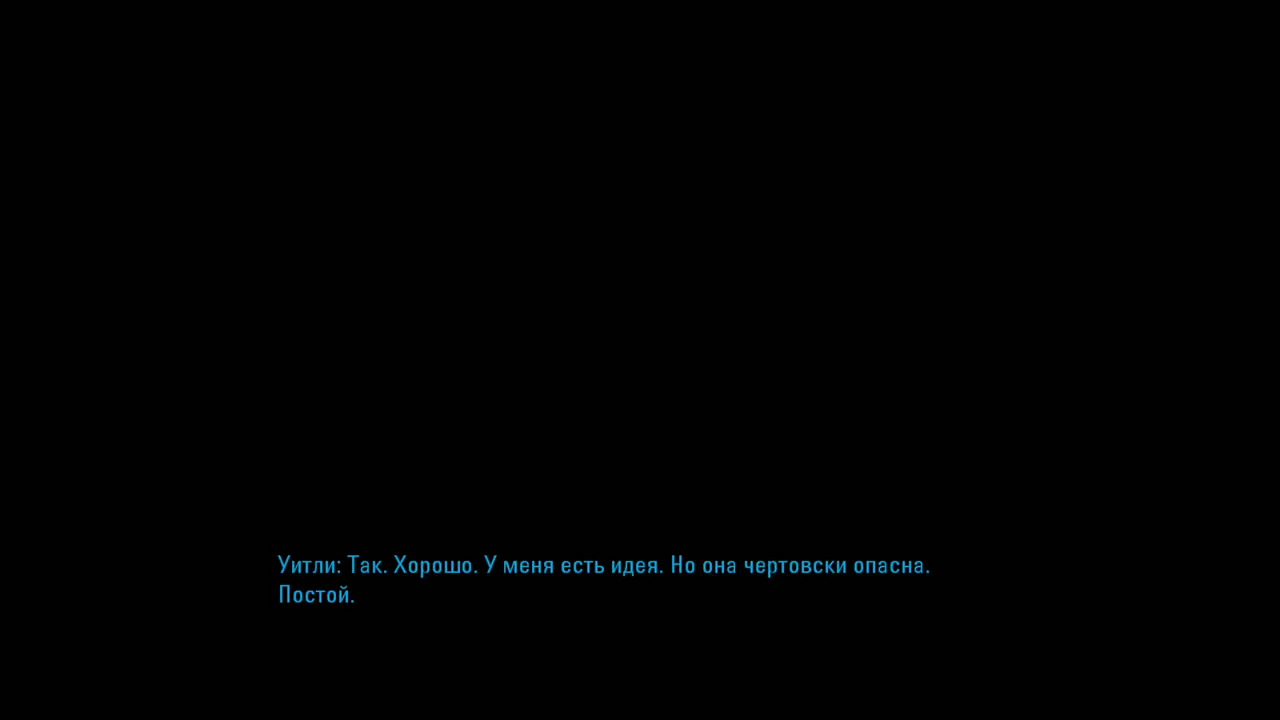 Уитли: Так. Хорошо. У меня есть идея. Но она чертовски опасна.
Постой.